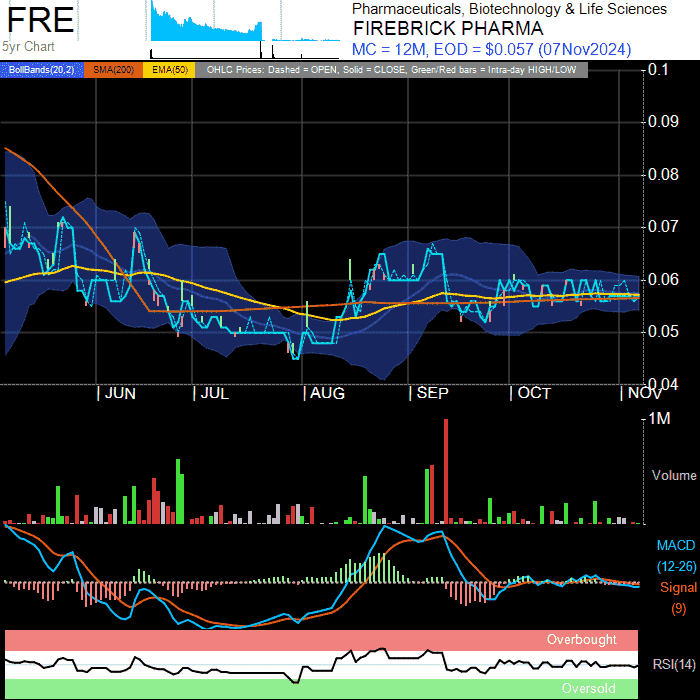 FRE
5yr Chart
Pharmaceuticals, Biotechnology & Life Sciences
FIREBRICK PHARMA
MC = 12M, EOD = $0.057 (07Nov2024)
BollBands(20,2) SMA(200) EMA(50) OHLC Prices: Dashed = OPEN, Solid = CLOSE, Green/Red bars = Intra-day HIGH/LOW
0.1
0.09
0.08
0.07
0.06
0.05
0.04
JUN JUL AUG SEP OCT NOV
1M
Volume
MACD
(12-26)
Signal
(9)
Overbought
RSI(14)
Oversold